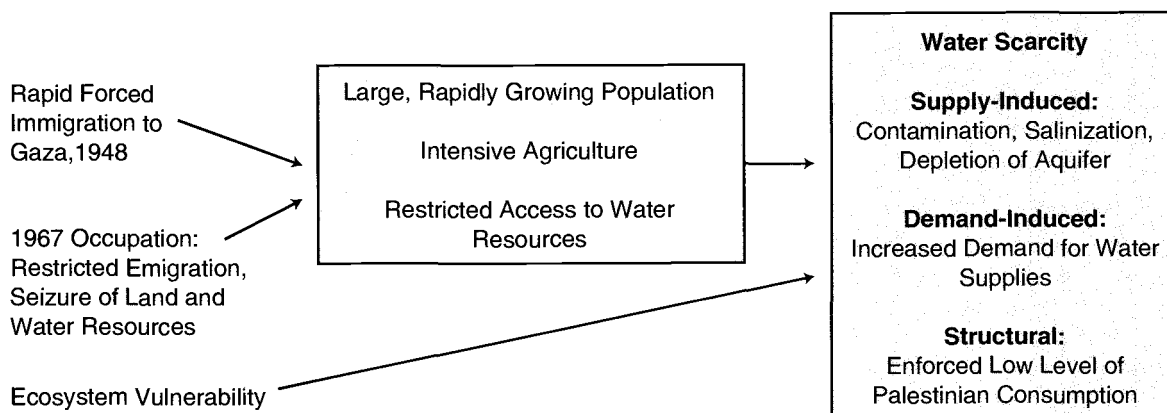 Rapid Forced
Immigration to
Gaza,1948
1967 Occupation:
Restricted Emigration,
Seizure of Land and
Water Resources
Ecosystem Vulnerability
Large, Rapidly Growing Population
Intensive Agriculture
Restricted Access to Water
Resources
Water Scarcity
Supply-Induced:
Contamination, Salinization,
Depletion of Aquifer
Demand-Induced:
Increased Demand for Water
Supplies
Structural:
Enforced Low Level of
Palestinian Consumption